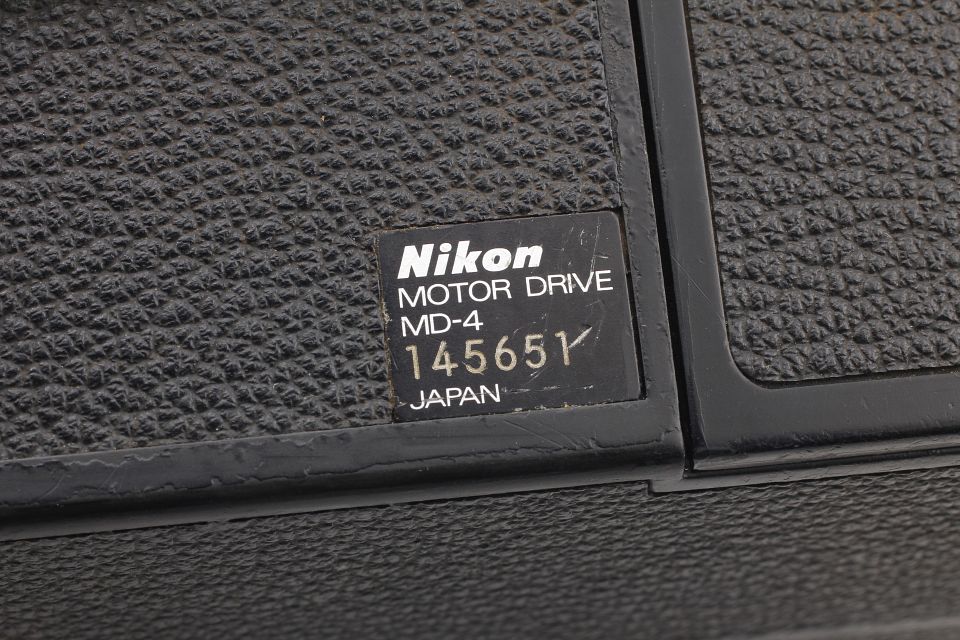 Nikon
MOTOR DRIVE
MD-4
145651
JAPAN